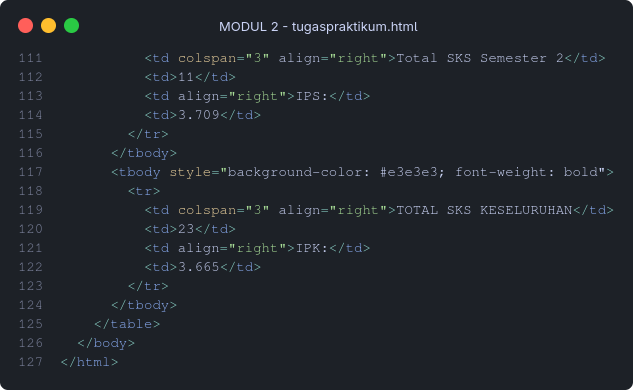 MODUL 2 - tugaspraktikum.html
111          <td colspan="3" align="right">Total SKS Semester 2</td>
112          <td>11</td>
113          <td align="right">IPS:</td>
114          <td>3.709</td>
115        </tr>
116      </tbody>
117      <tbody style="background-color: #e3e3e3; font-weight: bold">
118        <tr>
119          <td colspan="3" align="right">TOTAL SKS KESELURUHAN</td>
120          <td>23</td>
121          <td align="right">IPK:</td>
122          <td>3.665</td>
123        </tr>
124      </tbody>
125    </table>
126  </body>
127 </html>